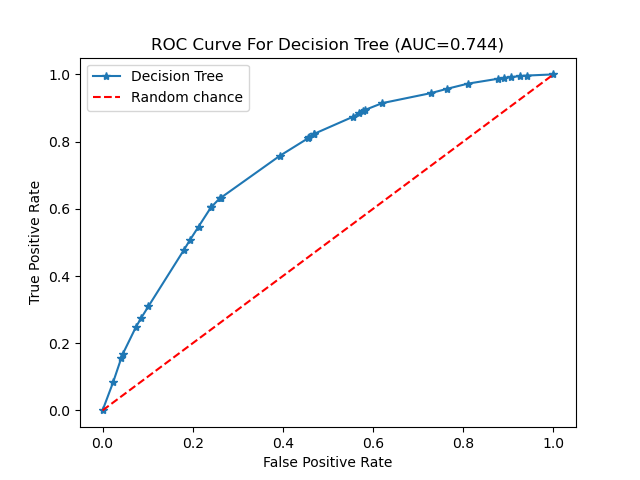 ROC Curve For Decision Tree (AUC=0.744)
Decision Tree
Random chance
True Positive Rate
1.0
0.8
0.6
0.4
0.2
0.0
0.0 0.2 0.4 0.6 0.8 1.0
False Positive Rate